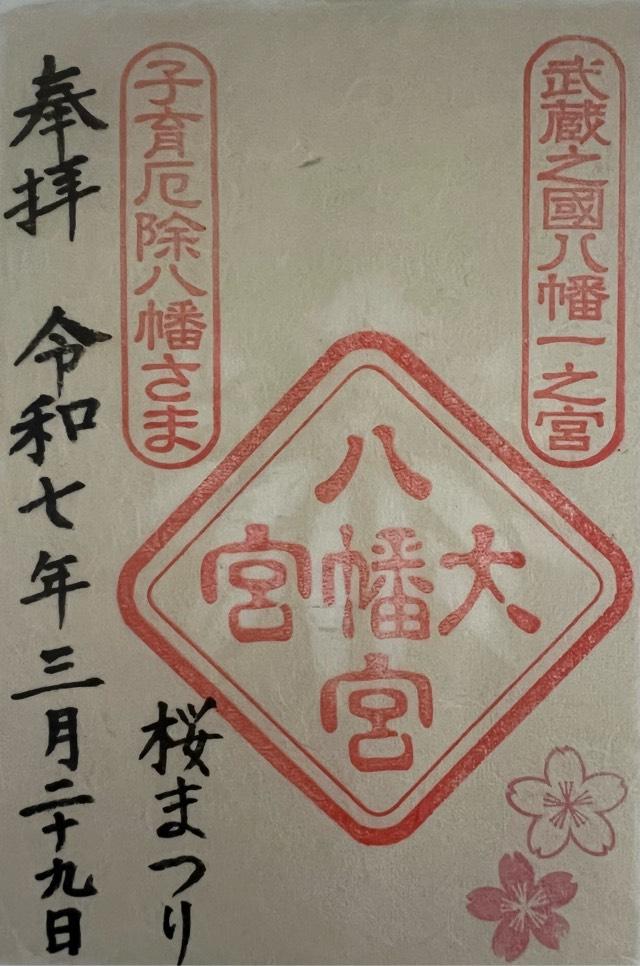 武蔵之國八幡一之宮
大
八幡宮
宮
子育厄除八幡さま
桜まつり
奉拝 令和七年三月二十九日